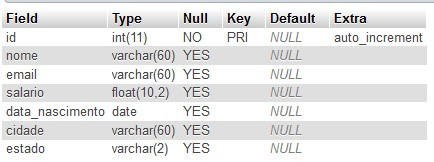 Field Type Null Key Default Extra
id int(11) NO PRI NULL auto_increment
nome varchar(60) YES NULL
email varchar(60) YES NULL
salario float(10,2) YES NULL
data_nascimento date YES NULL
cidade varchar(60) YES NULL
estado varchar(2) YES NULL